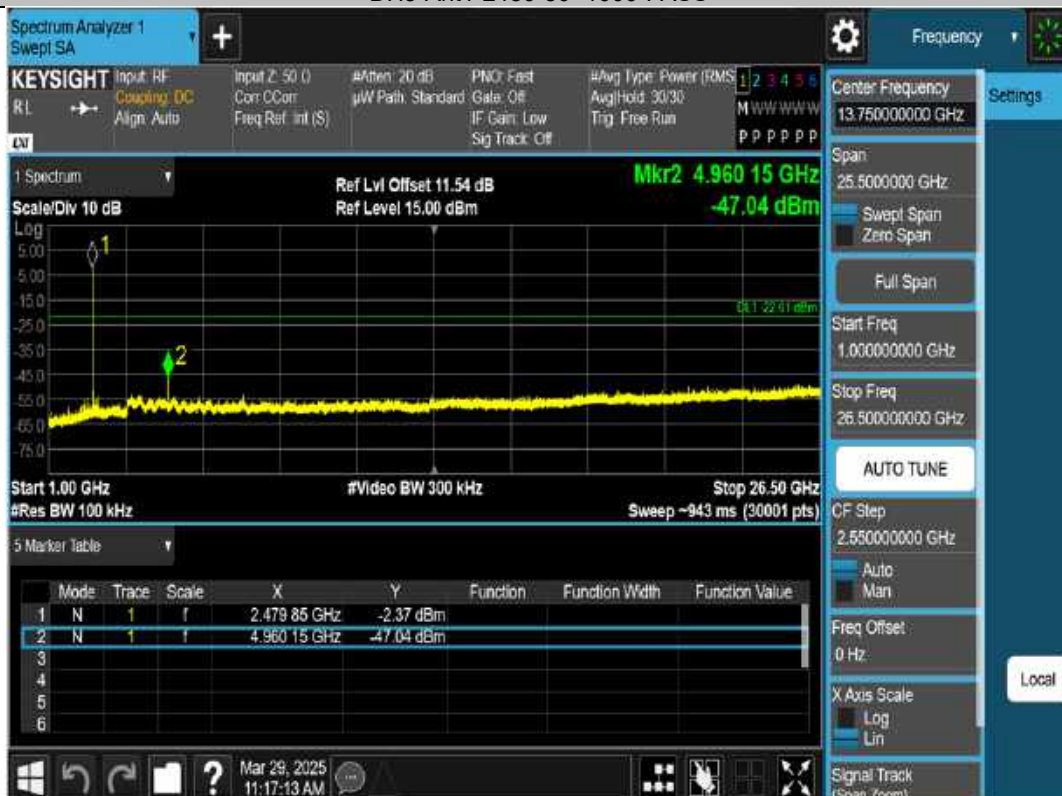 Spectrum Analyzer 1
Swept SA
Frequency
KEYSIGHT
RL
Input: RF
Coupling: DC
Align: Auto
Input Z: 50 Ω
Corr CCorr
Freq Ref: Int (S)
#Atten: 20 dB
µW Path: Standard
PNO: Fast
Gate: Off
IF Gain: Low
Sig Track: Off
#Avg Type: Power (RMS
Avg|Hold: 30/30
Trig: Free Run
1 2 3 4 5 6
M W W W W W
P P P P P P
1 Spectrum
Scale/Div 10 dB
Ref Lvl Offset 11.54 dB
Ref Level 15.00 dBm
Mkr2 4.960 15 GHz
-47.04 dBm
Log
5.00
-5.00
-15.0
-25.0
-35.0
-45.0
-55.0
-65.0
-75.0
1
2
DL1 -22.61 dBm
Start 1.00 GHz
#Video BW 300 kHz
Stop 26.50 GHz
#Res BW 100 kHz
Sweep ~943 ms (30001 pts)
5 Marker Table
Mode Trace Scale X Y Function Function Width Function Value
1 N 1 f 2.479 85 GHz -2.37 dBm
2 N 1 f 4.960 15 GHz -47.04 dBm
3
4
5
6
Mar 29, 2025
11:17:13 AM
Center Frequency
13.750000000 GHz
Settings
Span
25.5000000 GHz
Swept Span
Zero Span
Full Span
Start Freq
1.000000000 GHz
Stop Freq
26.500000000 GHz
AUTO TUNE
CF Step
2.550000000 GHz
Auto
Man
Freq Offset
0 Hz
X Axis Scale
Log
Lin
Local
Signal Track
(Span Zoom)